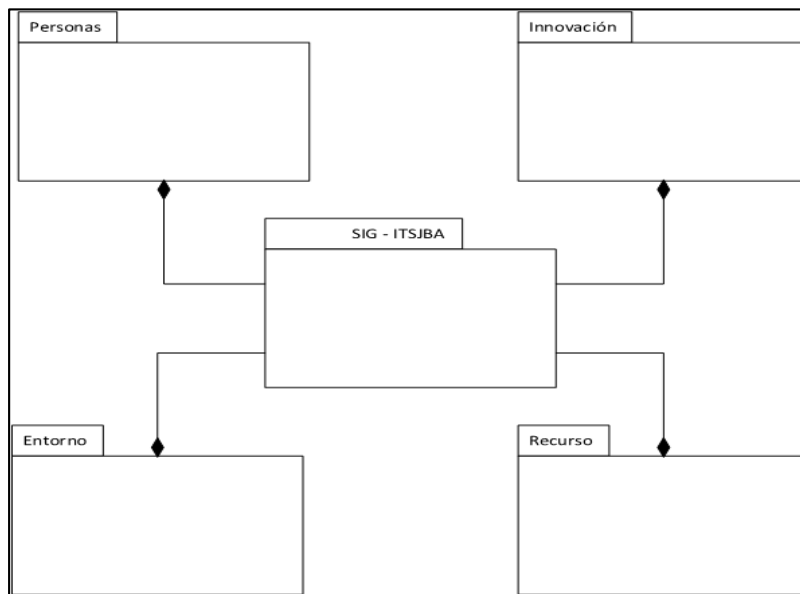 Personas
Innovación
SIG - ITSJBA
Entorno
Recurso